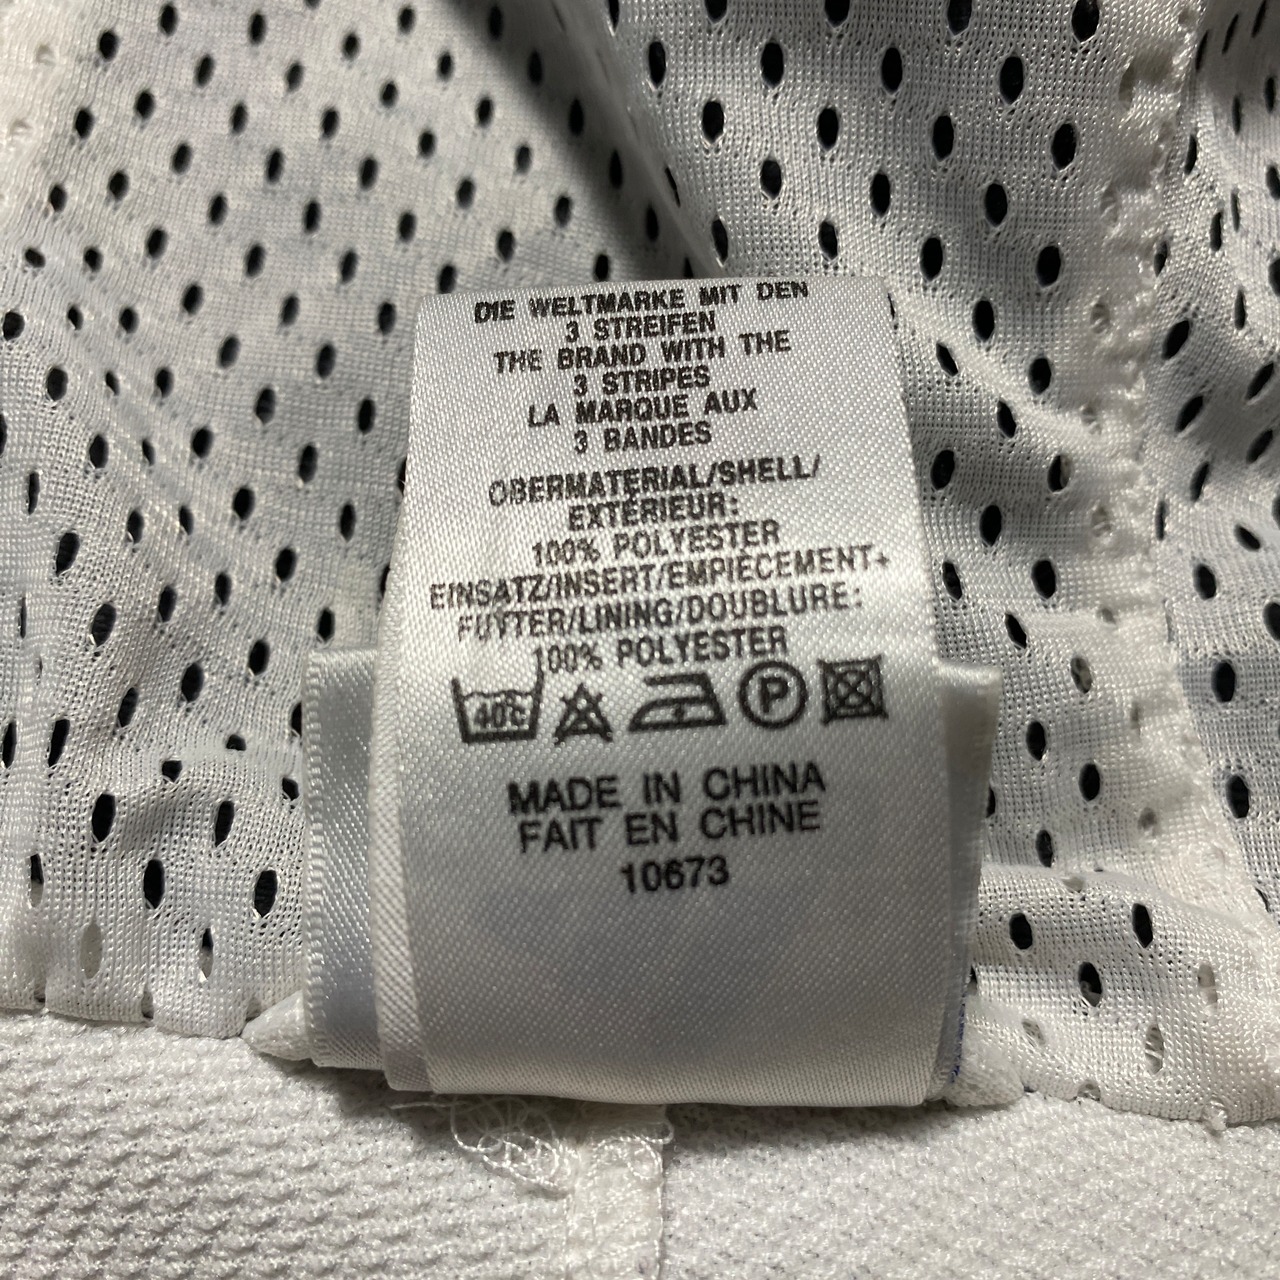 DIE WELTMARKE MIT DEN
3 STREIFEN
THE BRAND WITH THE
3 STRIPES
LA MARQUE AUX
3 BANDES
OBERMATERIAL/SHELL/
EXTÉRIEUR:
100% POLYESTER
EINSATZ/INSERT/EMPIECEMENT+
FUTTER/LINING/DOUBLURE:
100% POLYESTER
40°c P
MADE IN CHINA
FAIT EN CHINE
10673